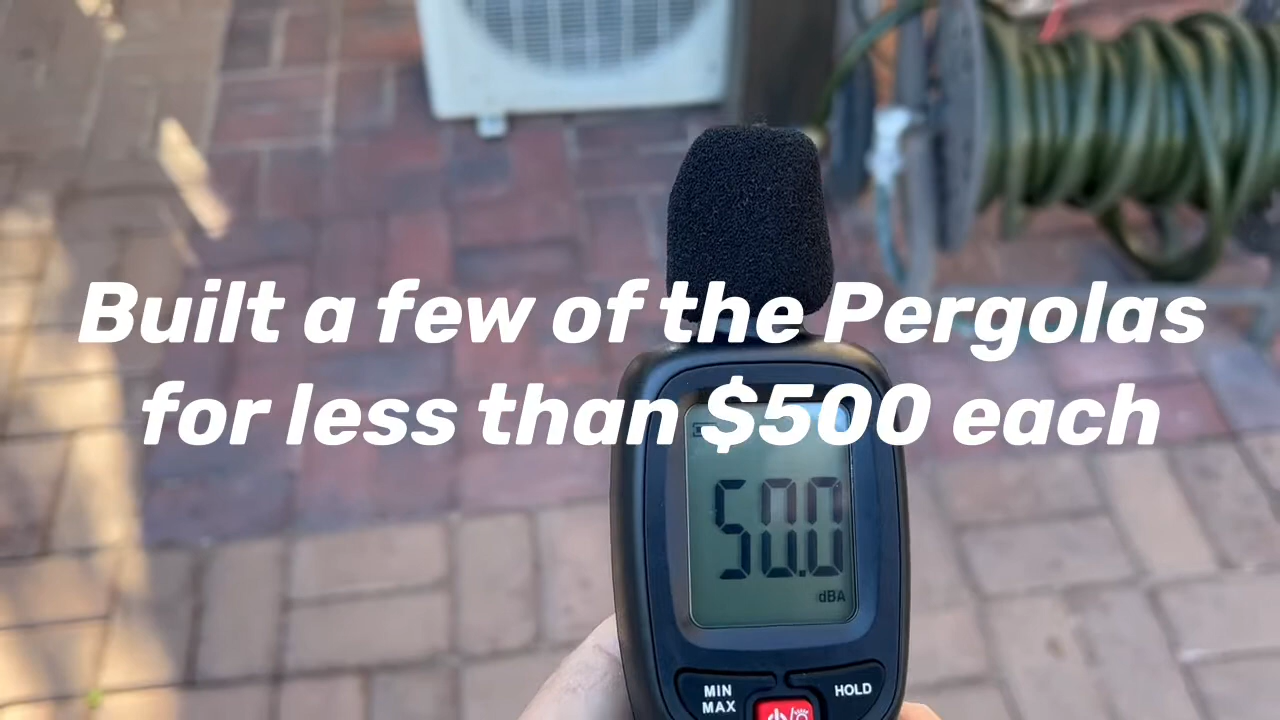 Built a few of the Pergolas
for less than $500 each
50.0
dBA
MIN
MAX
HOLD